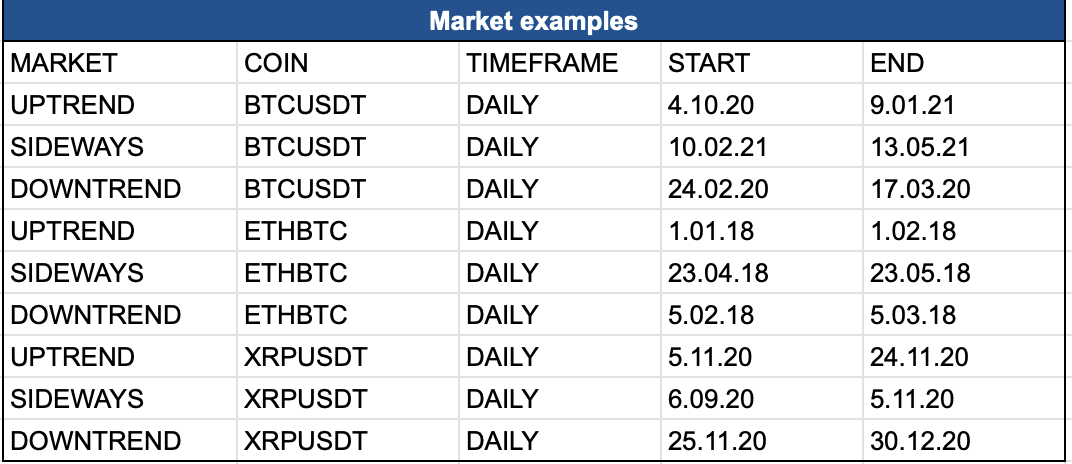 Market examples
MARKET COIN TIMEFRAME START END
UPTREND BTCUSDT DAILY 4.10.20 9.01.21
SIDEWAYS BTCUSDT DAILY 10.02.21 13.05.21
DOWNTREND BTCUSDT DAILY 24.02.20 17.03.20
UPTREND ETHBTC DAILY 1.01.18 1.02.18
SIDEWAYS ETHBTC DAILY 23.04.18 23.05.18
DOWNTREND ETHBTC DAILY 5.02.18 5.03.18
UPTREND XRPUSDT DAILY 5.11.20 24.11.20
SIDEWAYS XRPUSDT DAILY 6.09.20 5.11.20
DOWNTREND XRPUSDT DAILY 25.11.20 30.12.20